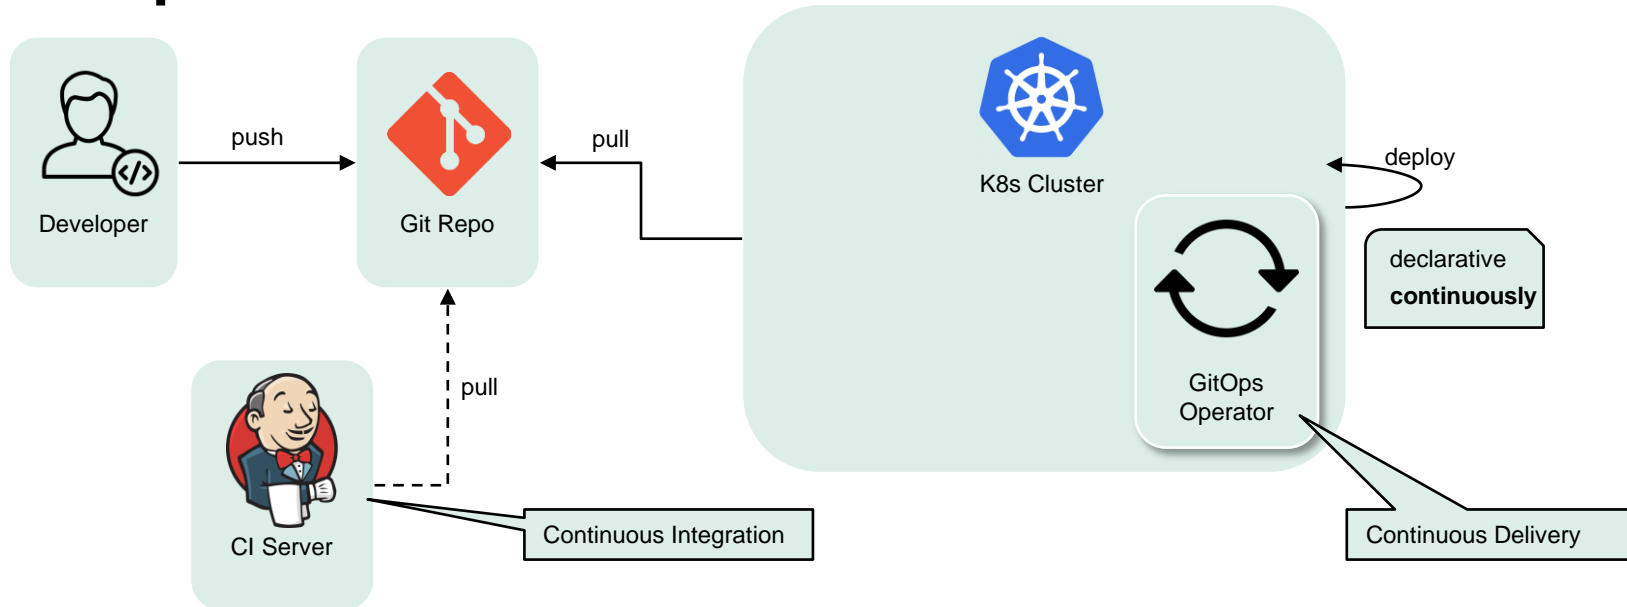 push
pull
deploy
K8s Cluster
Developer
Git Repo
declarative
continuously
pull
GitOps
Operator
Continuous Integration
Continuous Delivery
CI Server